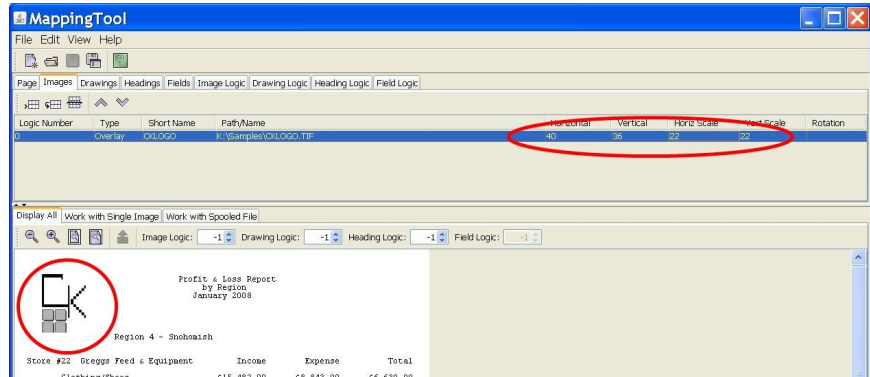 MappingTool
File Edit View Help
Page Images Drawings Headings Fields Image Logic Drawing Logic Heading Logic Field Logic
Logic Number Type Short Name Path/Name Horizontal Vertical Horiz Scale Vert Scale Rotation
0 Overlay CKLOGO K:\Samples\CKLOGO.TIF 40 36 22 22
Display All Work with Single Image Work with Spooled File
Image Logic: -1 Drawing Logic: -1 Heading Logic: -1 Field Logic: -1
Profit & Loss Report
by Region
January 2008
CK
Region 4 - Snohomish
Store #22 Greggs Feed & Equipment Income Expense Total